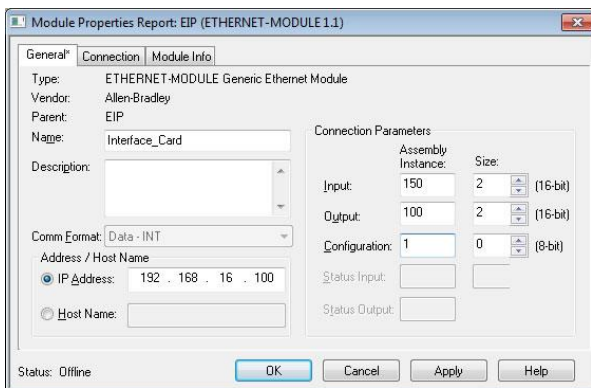 Module Properties Report: EIP (ETHERNET-MODULE 1.1)
General* Connection Module Info
Type: ETHERNET-MODULE Generic Ethernet Module
Vendor: Allen-Bradley
Parent: EIP
Name: Interface_Card
Description:
Comm Format: Data - INT
Address / Host Name
IP Address: 192 . 168 . 16 . 100
Host Name:
Connection Parameters
Assembly Instance: Size:
Input: 150 2 (16-bit)
Output: 100 2 (16-bit)
Configuration: 1 0 (8-bit)
Status Input:
Status Output:
Status: Offline OK Cancel Apply Help